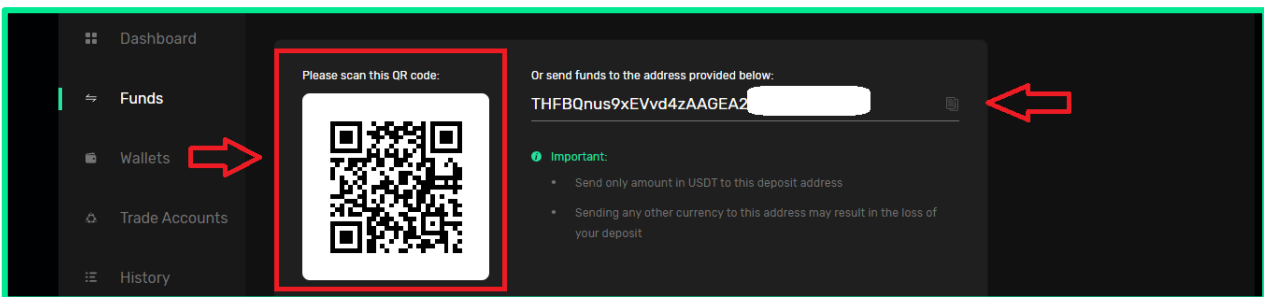 Dashboard
Funds
Wallets
Trade Accounts
History
Please scan this QR code:
Or send funds to the address provided below:
THFBQnus9xEVvd4zAAGEA2
Important:
Send only amount in USDT to this deposit address
Sending any other currency to this address may result in the loss of
your deposit